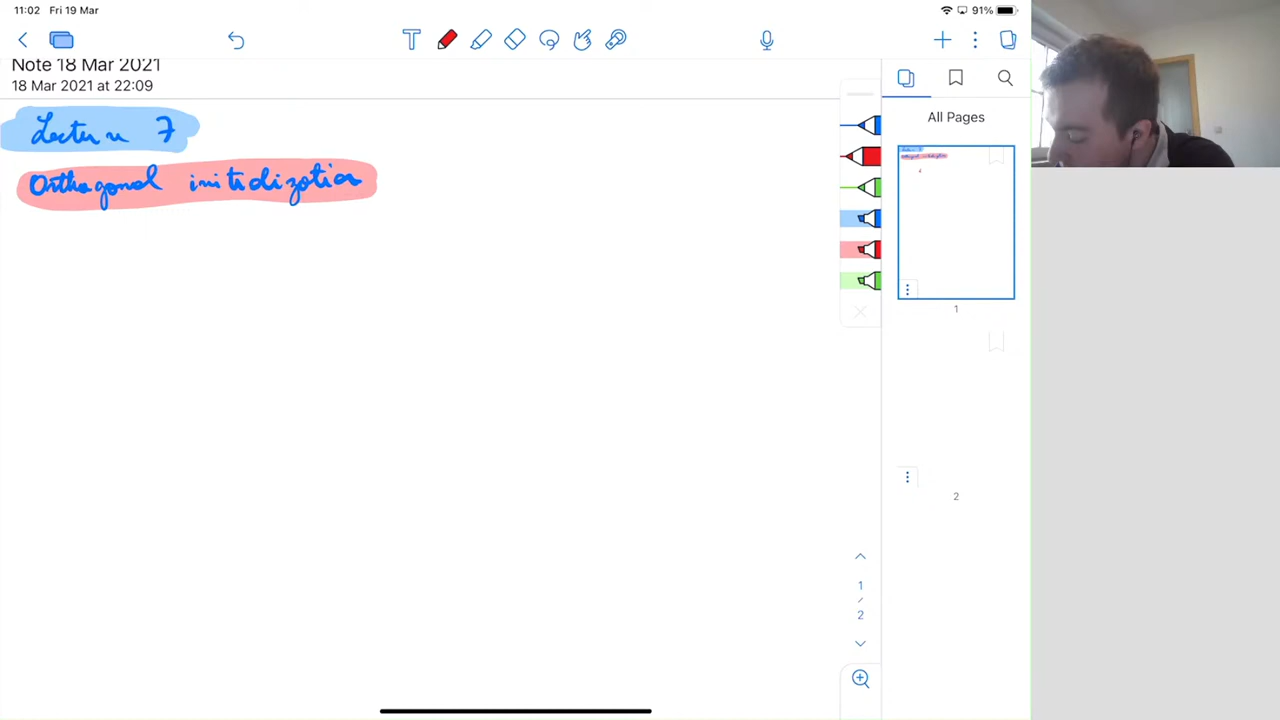 11:02 Fri 19 Mar
91%
Note 18 Mar 2021
18 Mar 2021 at 22:09
Lecture 7
Orthogonal initialization
All Pages
1
2
1
2